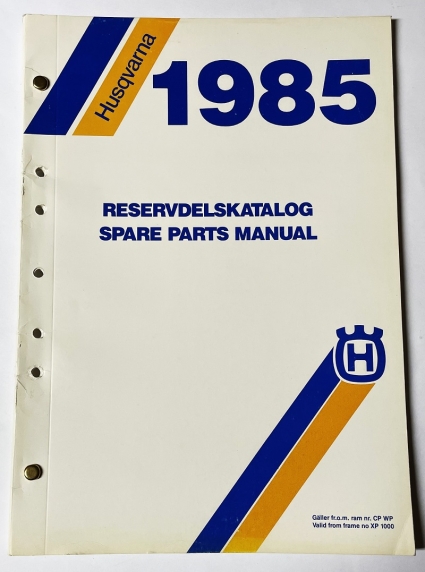 Husqvarna
1985
RESERVDELSKATALOG
SPARE PARTS MANUAL
H
Gäller fr.o.m. ram nr. CP WP
Valid from frame no XP 1000